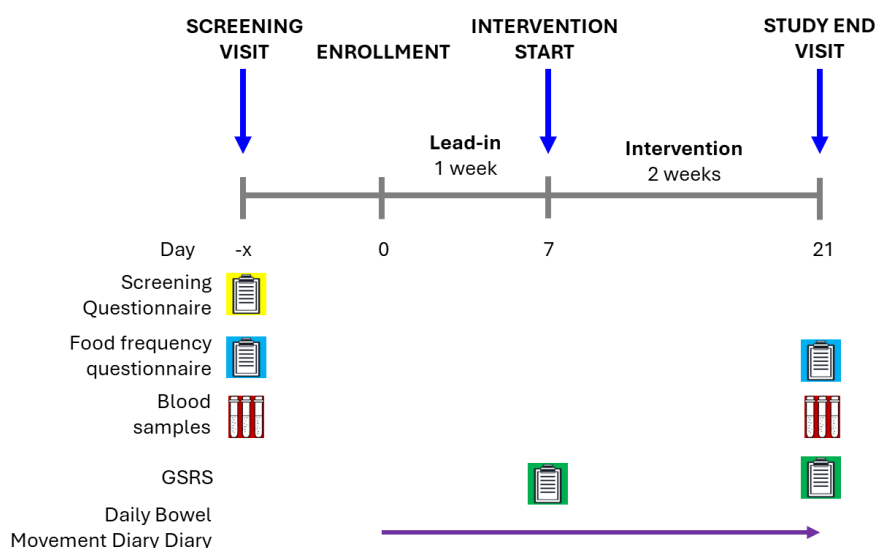 SCREENING
VISIT
ENROLLMENT
INTERVENTION
START
STUDY END
VISIT
Lead-in
1 week
Intervention
2 weeks
Day -x 0 7 21
Screening
Questionnaire
Food frequency
questionnaire
Blood
samples
GSRS
Daily Bowel
Movement Diary Diary